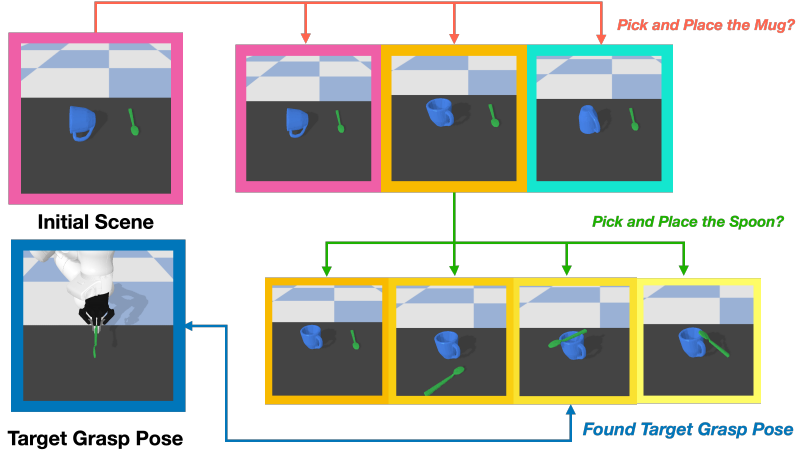 Pick and Place the Mug?
Initial Scene
Pick and Place the Spoon?
Target Grasp Pose
Found Target Grasp Pose